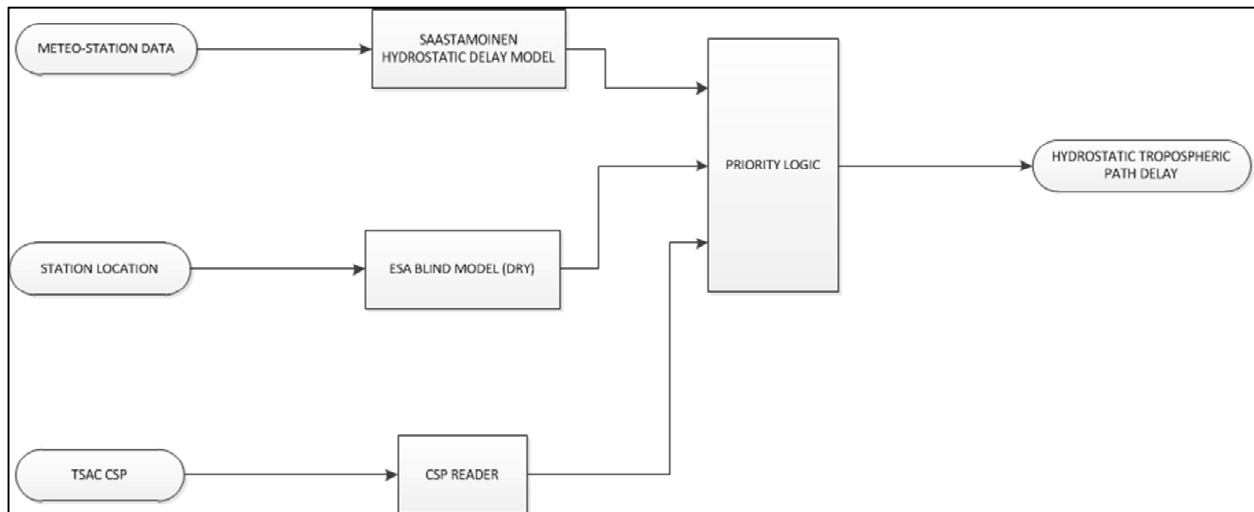 METEO-STATION DATA
SAASTAMOINEN
HYDROSTATIC DELAY MODEL
PRIORITY LOGIC
HYDROSTATIC TROPOSPHERIC
PATH DELAY
STATION LOCATION
ESA BLIND MODEL (DRY)
TSAC CSP
CSP READER